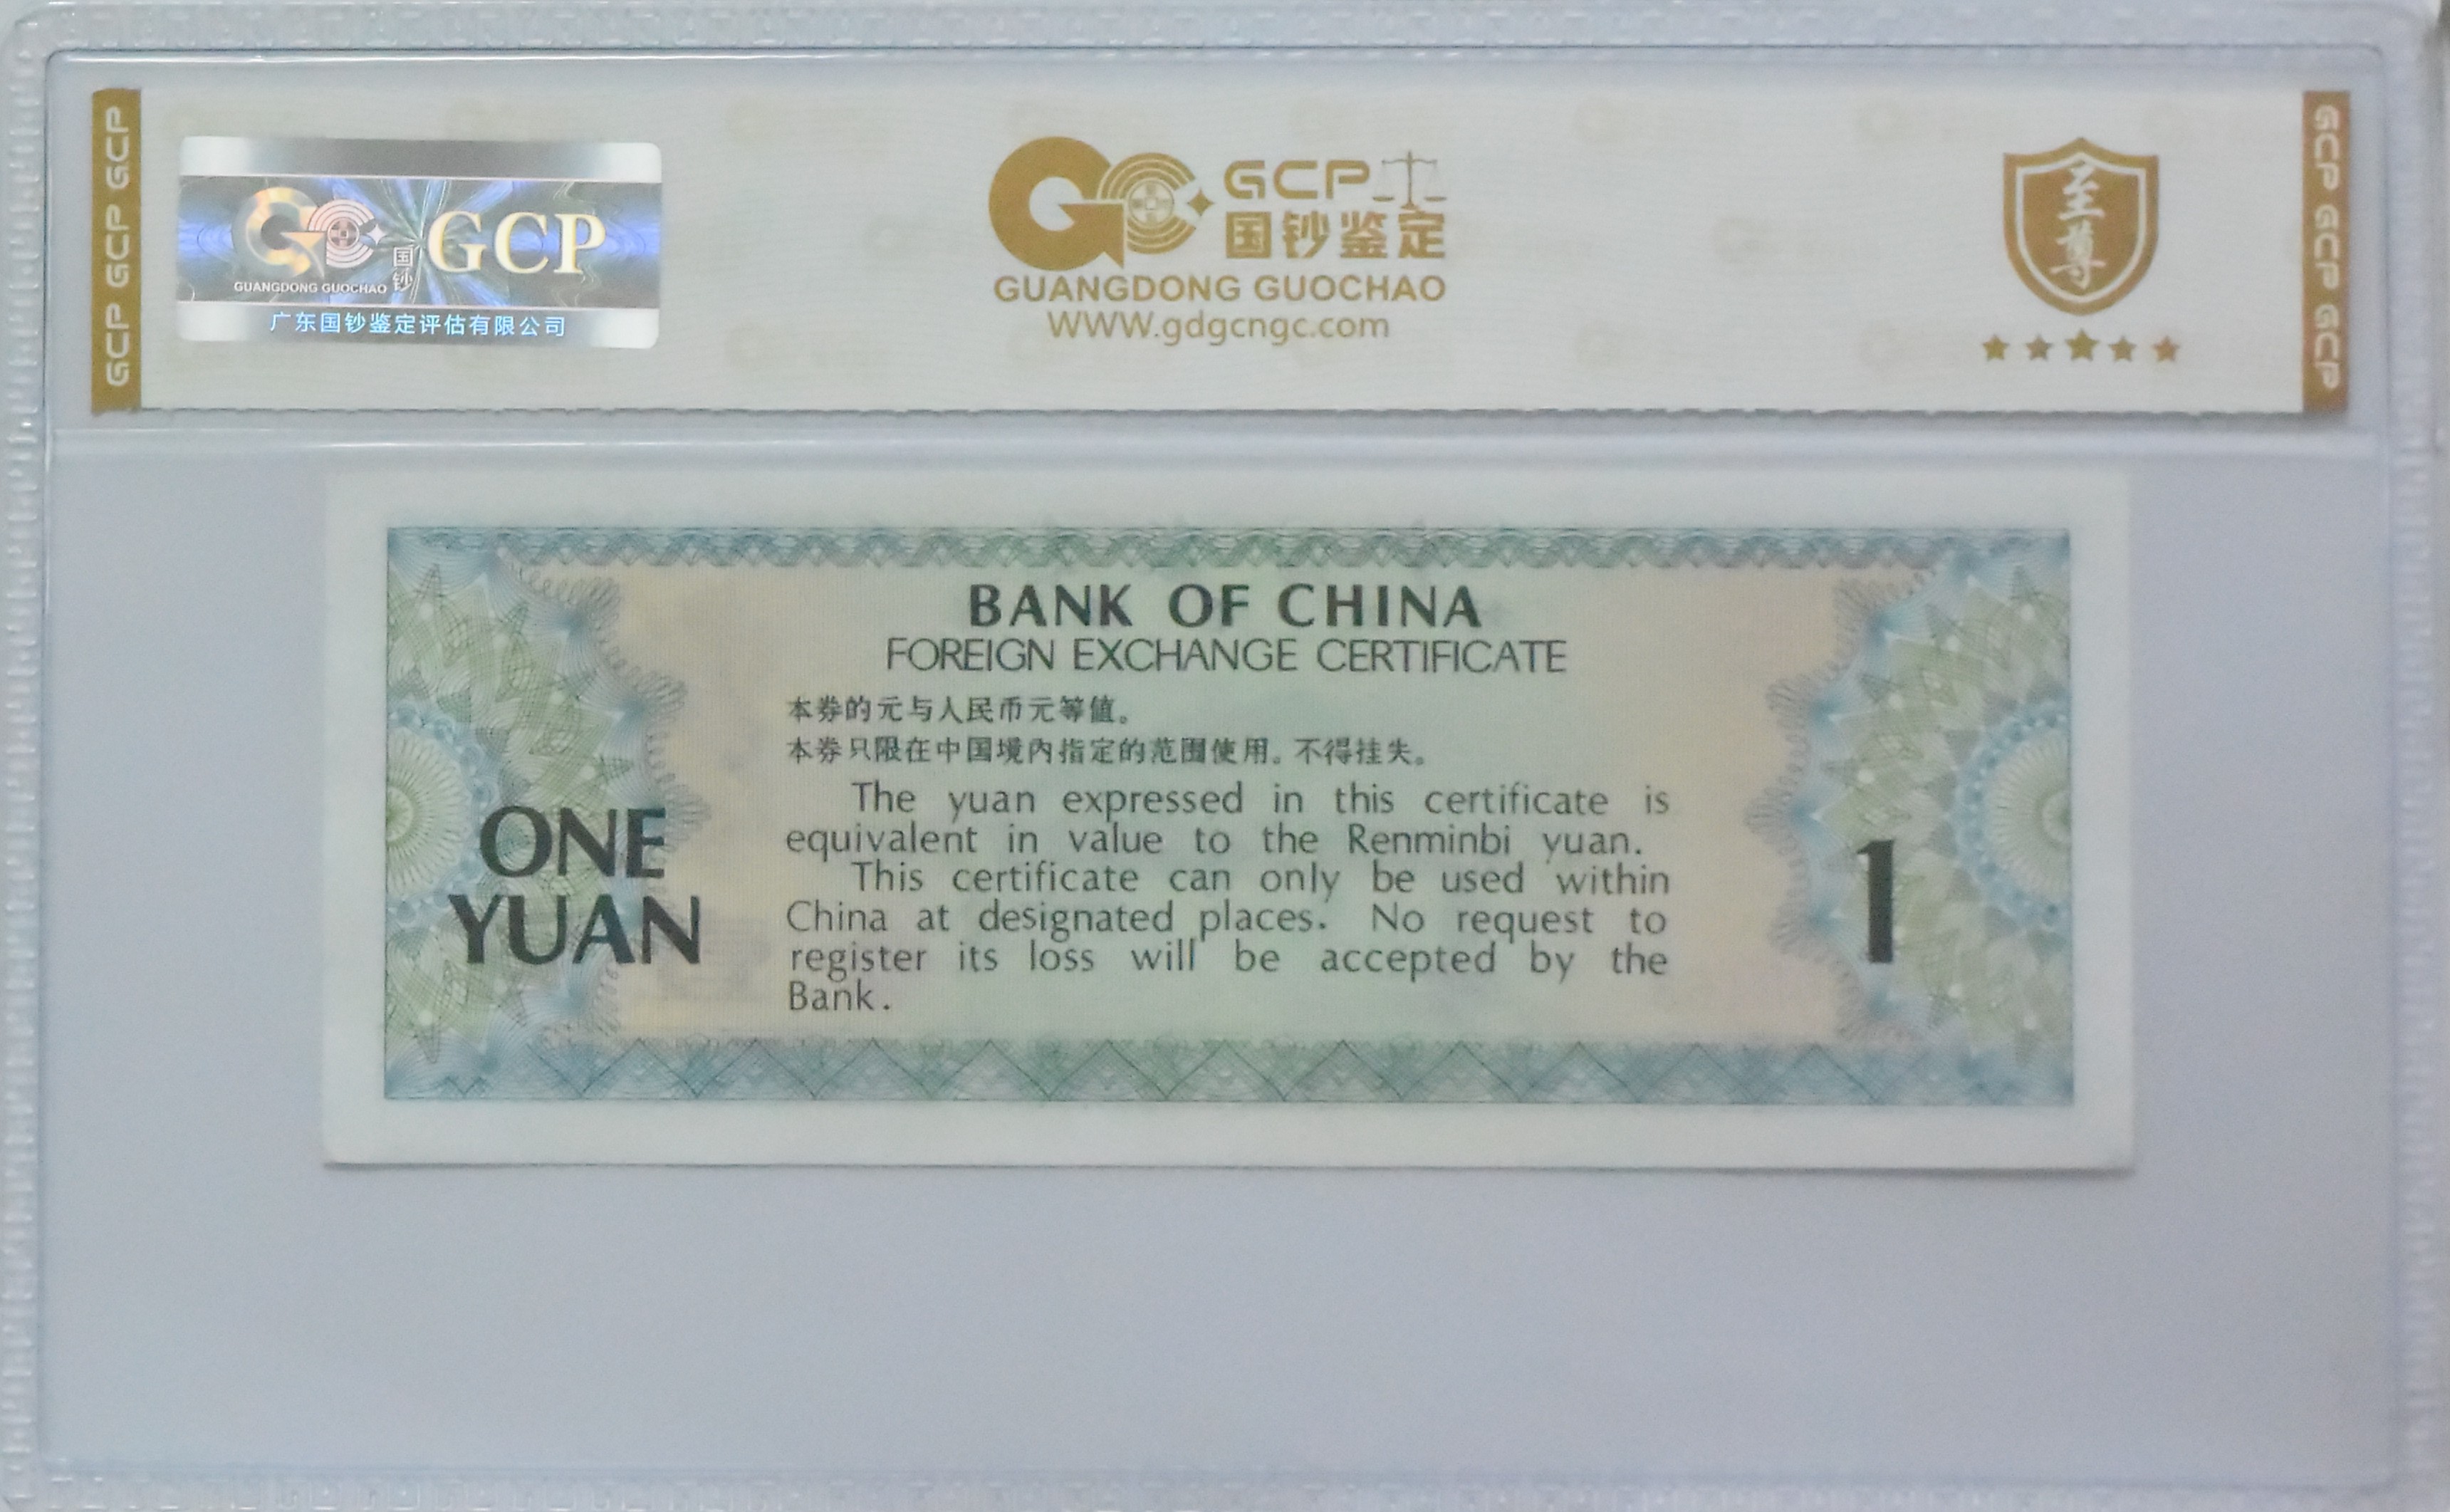 GCP GCP GCP
GCP
国钞
GUANGDONG GUOCHAO
广东国钞鉴定评估有限公司
GCP
国钞鉴定
GUANGDONG GUOCHAO
WWW.gdgcngc.com
至尊
GCP GCP GCP
BANK OF CHINA
FOREIGN EXCHANGE CERTIFICATE
本券的元与人民币元等值。
本券只限在中国境内指定的范围使用。不得挂失。
The yuan expressed in this certificate is
equivalent in value to the Renminbi yuan.
This certificate can only be used within
China at designated places. No request to
register its loss will be accepted by the
Bank.
ONE
YUAN
1